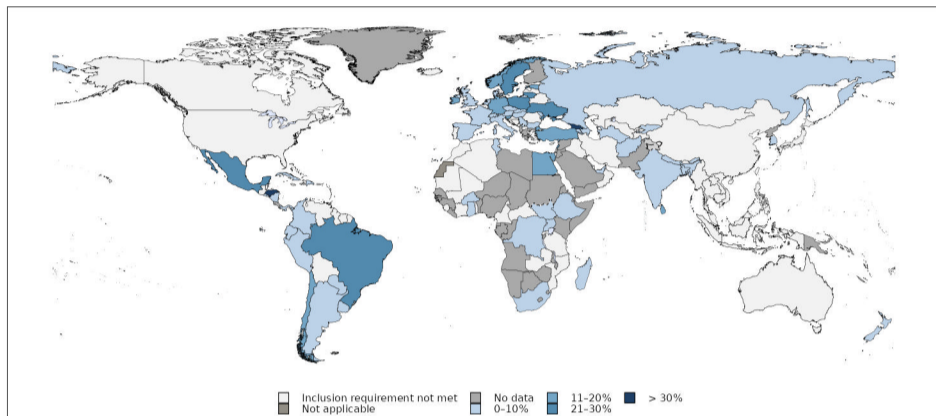 Inclusion requirement not met
Not applicable
No data
0–10%
11–20%
21–30%
> 30%